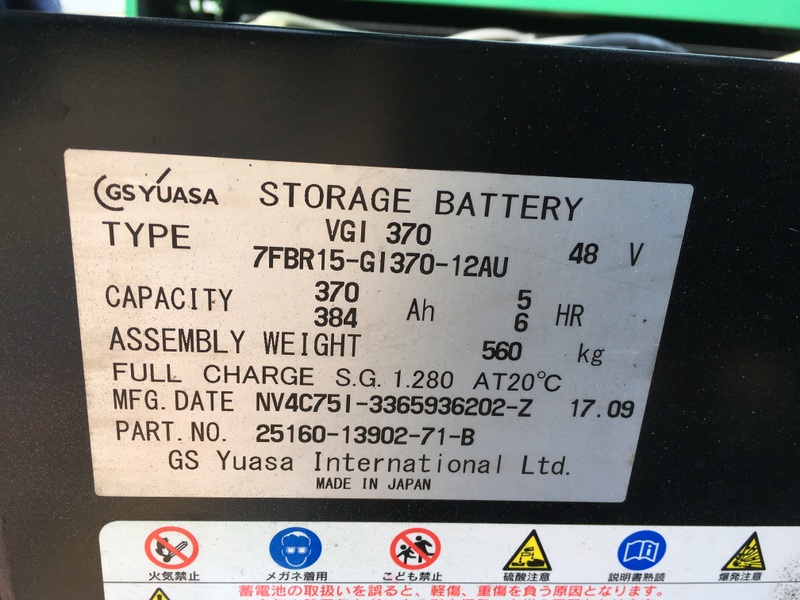 GS YUASA STORAGE BATTERY
TYPE VGI 370 48 V
7FBR15-GI370-12AU
CAPACITY 370 Ah 5 HR
384 6
ASSEMBLY WEIGHT 560 kg
FULL CHARGE S.G. 1.280 AT20°C
MFG.DATE NV4C75I-3365936202-Z 17.09
PART.NO. 25160-13902-71-B
GS Yuasa International Ltd.
MADE IN JAPAN
火気禁止 メガネ着用 こども禁止 硫酸注意 説明書熟読 爆発注意
蓄電池の取扱いを誤ると、軽傷、重傷を負う原因となります。